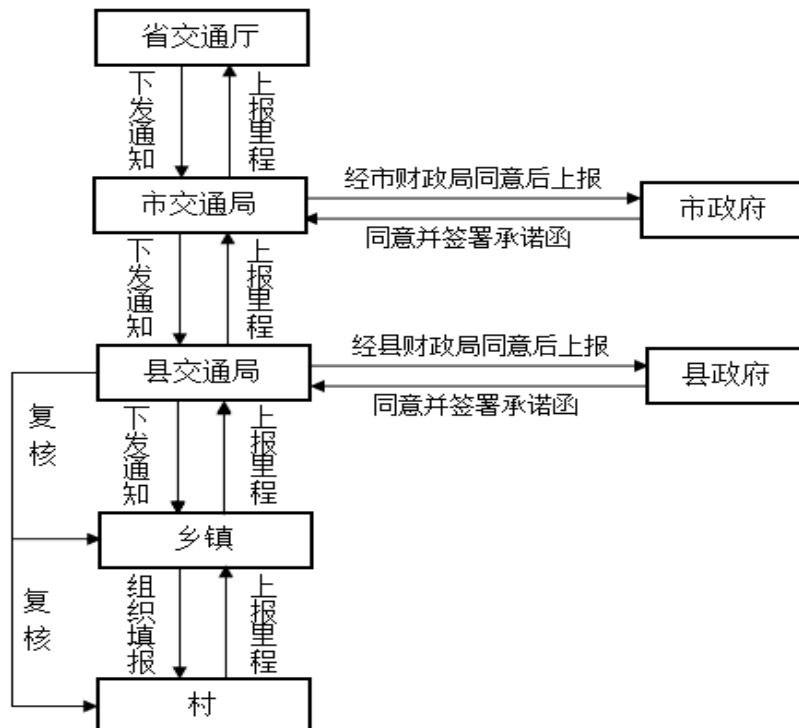 省交通厅
下发通知
上报里程
经市财政局同意后上报
市交通局
市政府
同意并签署承诺函
下发通知
上报里程
经县财政局同意后上报
县交通局
县政府
同意并签署承诺函
复核
下发通知
上报里程
乡镇
复核
组织填报
上报里程
村